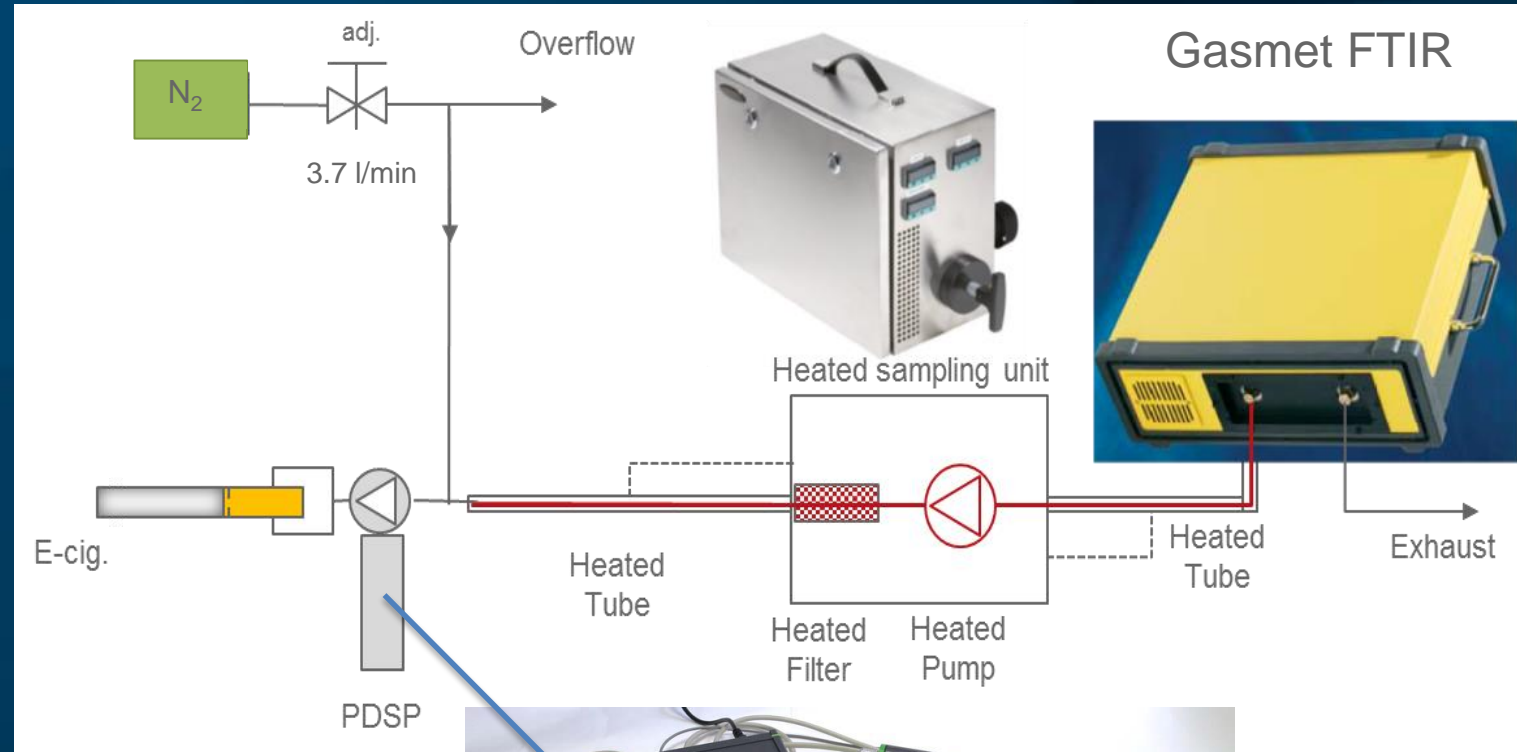 adj.
Overflow
Gasmet FTIR
N₂
3.7 l/min
Heated sampling unit
E-cig.
Heated
Tube
Heated
Tube
Exhaust
Heated
Filter
Heated
Pump
PDSP